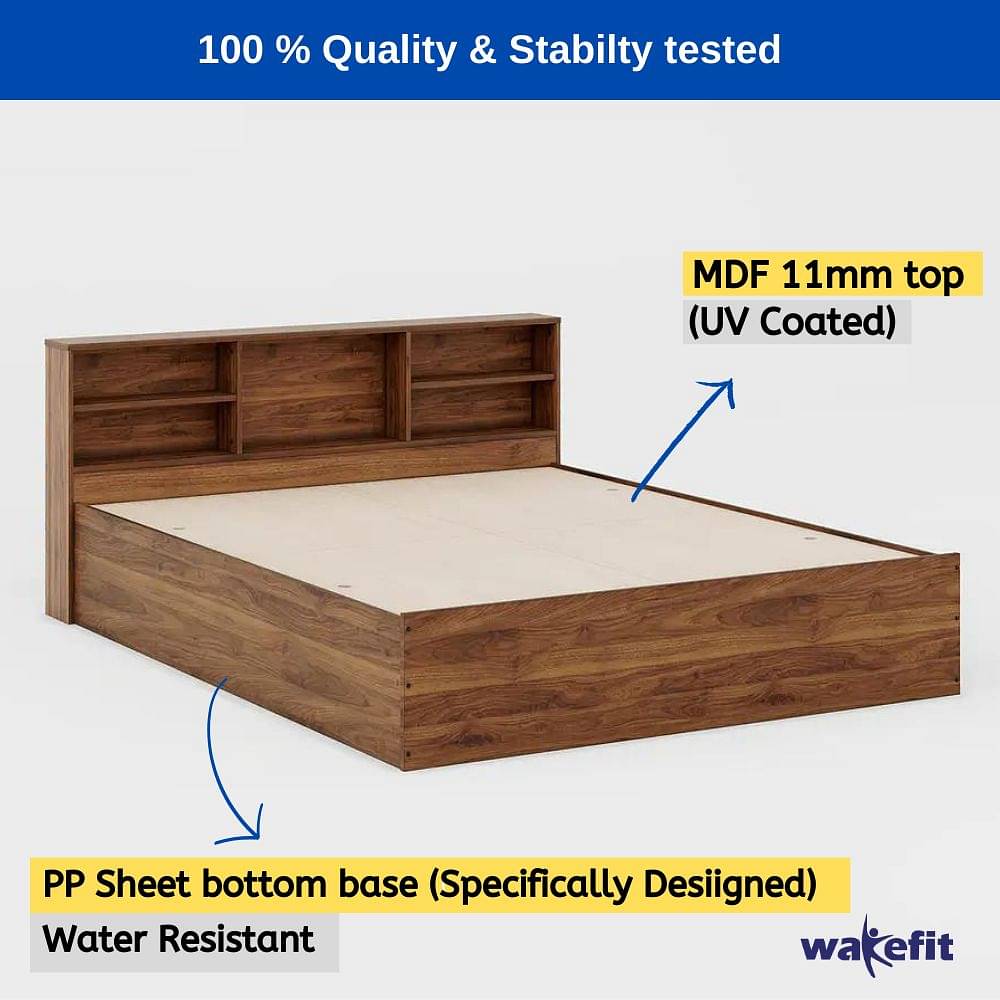 100 % Quality & Stabilty tested
MDF 11mm top
(UV Coated)
PP Sheet bottom base (Specifically Desiigned)
Water Resistant
wakefit